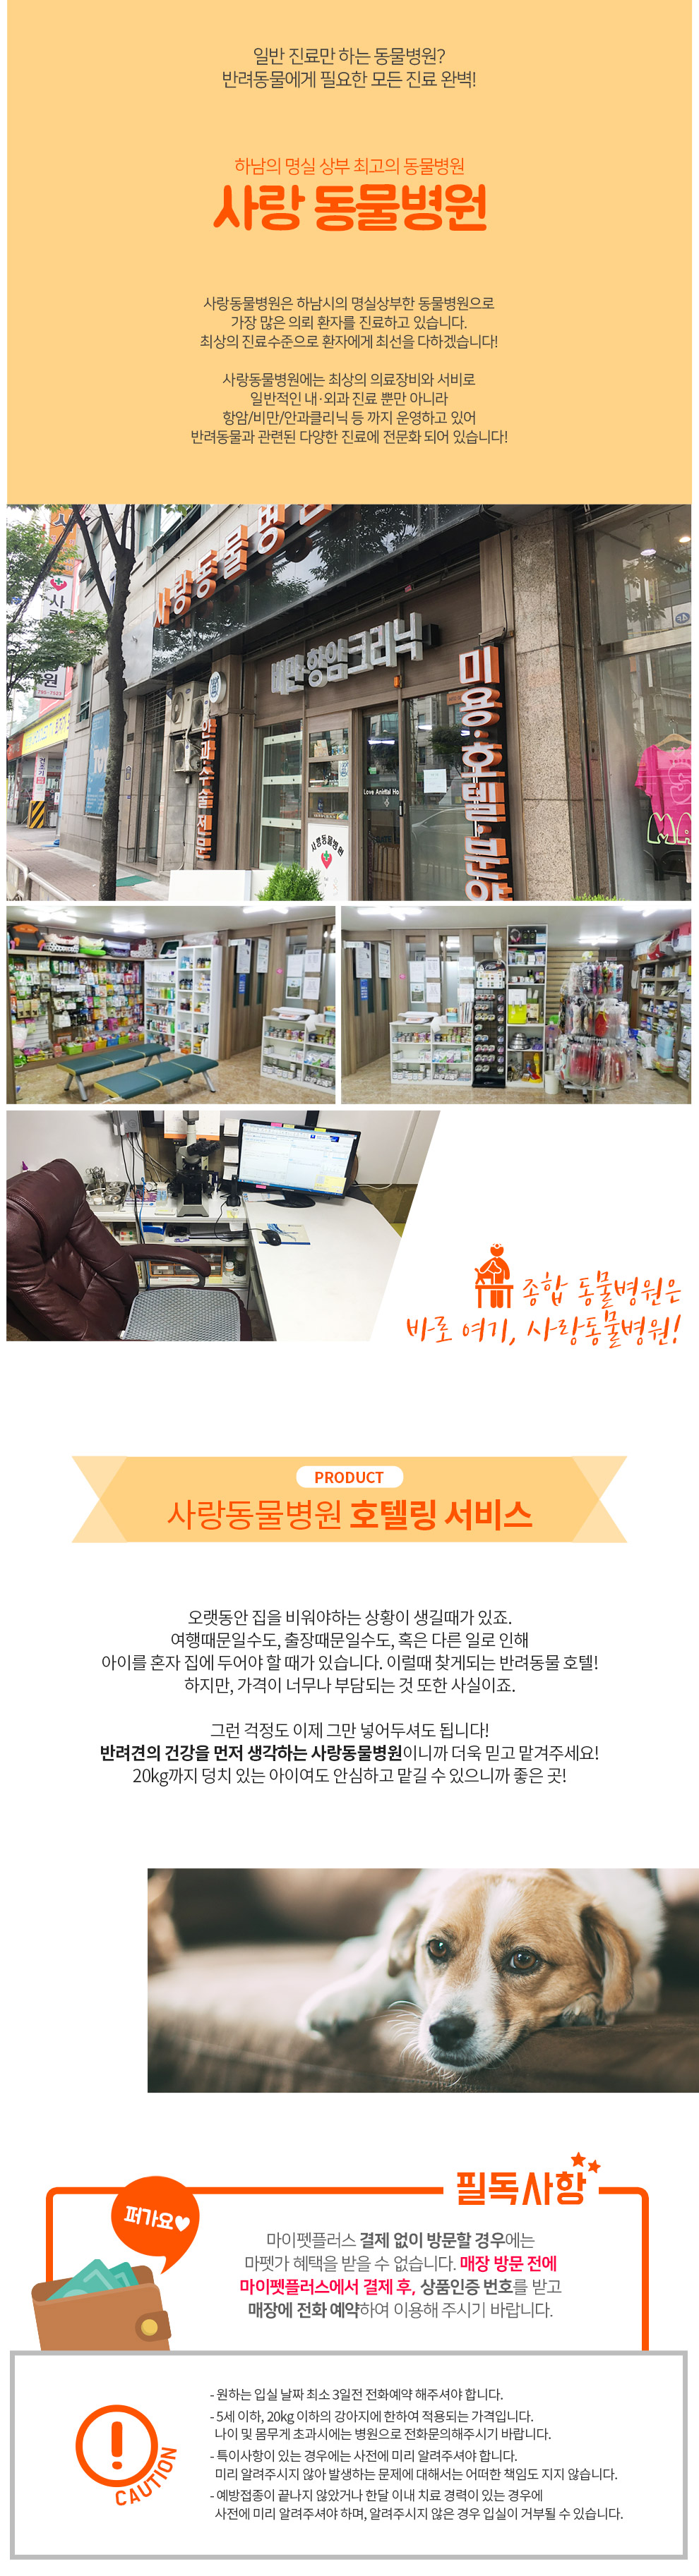 일반 진료만 하는 동물병원?
반려동물에게 필요한 모든 진료 완벽!
하남의 명실 상부 최고의 동물병원
사랑 동물병원
사랑동물병원은 하남시의 명실상부한 동물병원으로
가장 많은 의뢰 환자를 진료하고 있습니다.
최상의 진료수준으로 환자에게 최선을 다하겠습니다!
사랑동물병원에는 최상의 의료장비와 서비로
일반적인 내·외과 진료 뿐만 아니라
항암/비만/안과클리닉 등 까지 운영하고 있어
반려동물과 관련된 다양한 진료에 전문화 되어 있습니다!
사랑동물병원
비만·항암크리닉
미용·호텔·분양
Love Animal Ho
사랑동물병원
종합 동물병원은
바로 여기, 사랑동물병원!
PRODUCT
사랑동물병원 호텔링 서비스
오랫동안 집을 비워야하는 상황이 생길때가 있죠.
여행때문일수도, 출장때문일수도, 혹은 다른 일로 인해
아이를 혼자 집에 두어야 할 때가 있습니다. 이럴때 찾게되는 반려동물 호텔!
하지만, 가격이 너무나 부담되는 것 또한 사실이죠.
그런 걱정도 이제 그만 넣어두셔도 됩니다!
반려견의 건강을 먼저 생각하는 사랑동물병원이니까 더욱 믿고 맡겨주세요!
20kg까지 덩치 있는 아이여도 안심하고 맡길 수 있으니까 좋은 곳!
필독사항
퍼가요♥
마이펫플러스 결제 없이 방문할 경우에는
마펫가 혜택을 받을 수 없습니다. 매장 방문 전에
마이펫플러스에서 결제 후, 상품인증 번호를 받고
매장에 전화 예약하여 이용해 주시기 바랍니다.
CAUTION
- 원하는 입실 날짜 최소 3일전 전화예약 해주셔야 합니다.
- 5세 이하, 20kg 이하의 강아지에 한하여 적용되는 가격입니다.
나이 및 몸무게 초과시에는 병원으로 전화문의해주시기 바랍니다.
- 특이사항이 있는 경우에는 사전에 미리 알려주셔야 합니다.
미리 알려주시지 않아 발생하는 문제에 대해서는 어떠한 책임도 지지 않습니다.
- 예방접종이 끝나지 않았거나 한달 이내 치료 경력이 있는 경우에
사전에 미리 알려주셔야 하며, 알려주시지 않은 경우 입실이 거부될 수 있습니다.